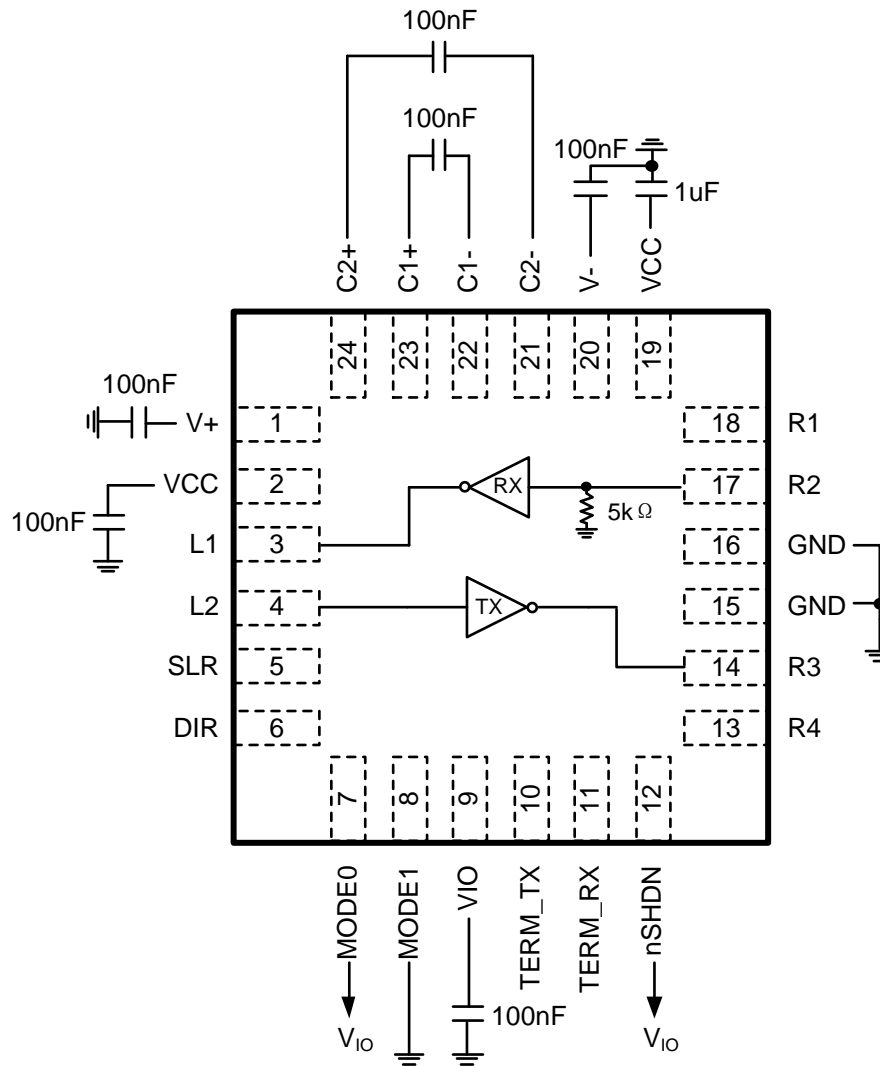 100nF
100nF
100nF
1uF
C2+
C1+
C1-
C2-
V-
VCC
24
23
22
21
20
19
100nF
V+
1
18
R1
VCC
2
RX
17
R2
100nF
5kΩ
L1
3
16
GND
L2
4
TX
15
GND
SLR
5
14
R3
DIR
6
13
R4
7
8
9
10
11
12
MODE0
MODE1
VIO
TERM_TX
TERM_RX
nSHDN
100nF
VIO
VIO